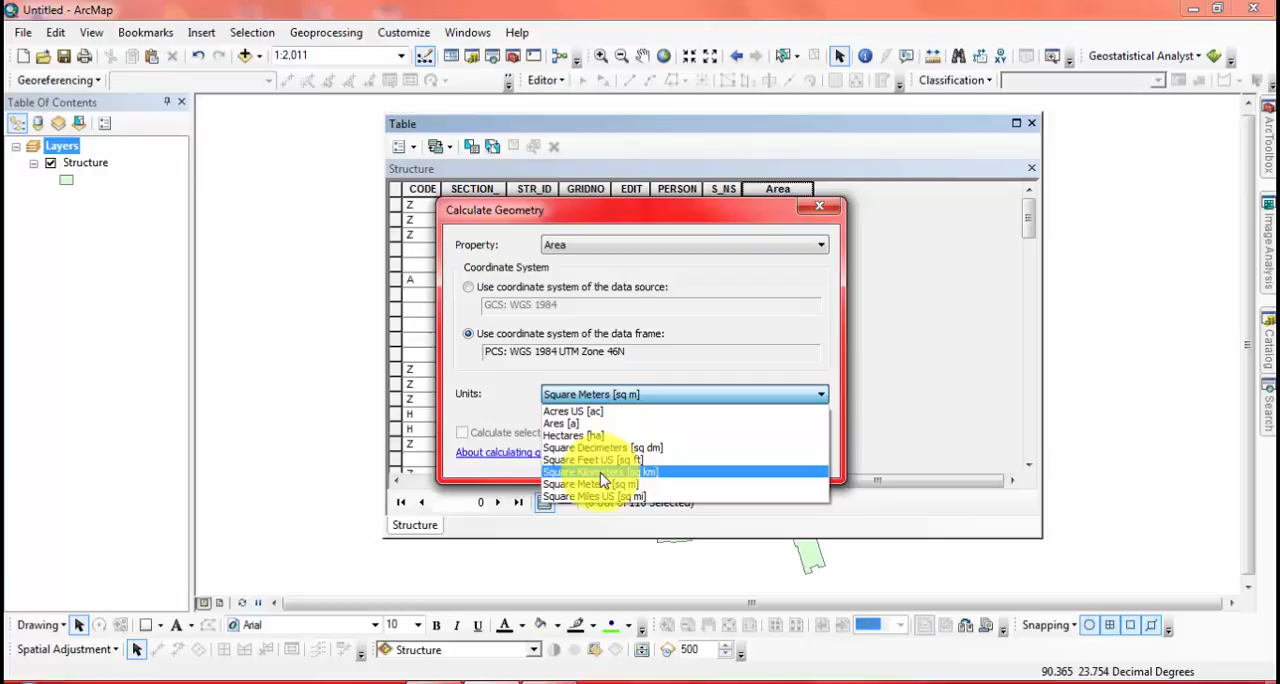 Untitled - ArcMap
File Edit View Bookmarks Insert Selection Geoprocessing Customize Windows Help
1:2,011 Geostatistical Analyst
Georeferencing Editor Classification
Table Of Contents
Layers
Structure
Table
Structure
CODE SECTION_ STR_ID GRIDNO EDIT PERSON S_NS Area
Z
Z
Z
A
Z
Z
Z
H
H
Z
Calculate Geometry
Property: Area
Coordinate System
Use coordinate system of the data source:
GCS: WGS 1984
Use coordinate system of the data frame:
PCS: WGS 1984 UTM Zone 46N
Units: Square Meters [sq m]
Acres US [ac]
Ares [a]
Hectares [ha]
Square Decimeters [sq dm]
Square Feet US [sq ft]
Square Kilometers [sq km]
Square Meters [sq m]
Square Miles US [sq mi]
Calculate selec
About calculating g
0
Structure
ArcToolbox
Image Analysis
Catalog
Search
Drawing A Arial 10 B I U A Snapping
Spatial Adjustment Structure 500
90.365 23.754 Decimal Degrees